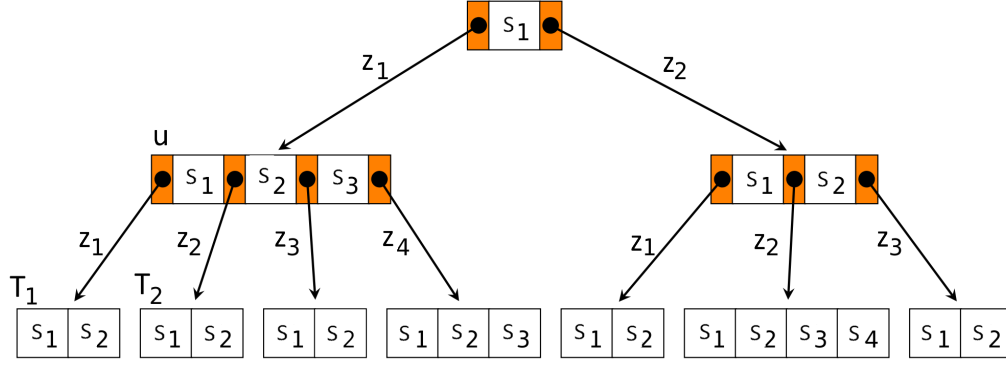 S1
z1 z2
u
S1 S2 S3 S1 S2
z1 z2 z3 z4 z1 z2 z3
T1 T2
S1 S2 S1 S2 S1 S2 S1 S2 S3 S1 S2 S1 S2 S3 S4 S1 S2